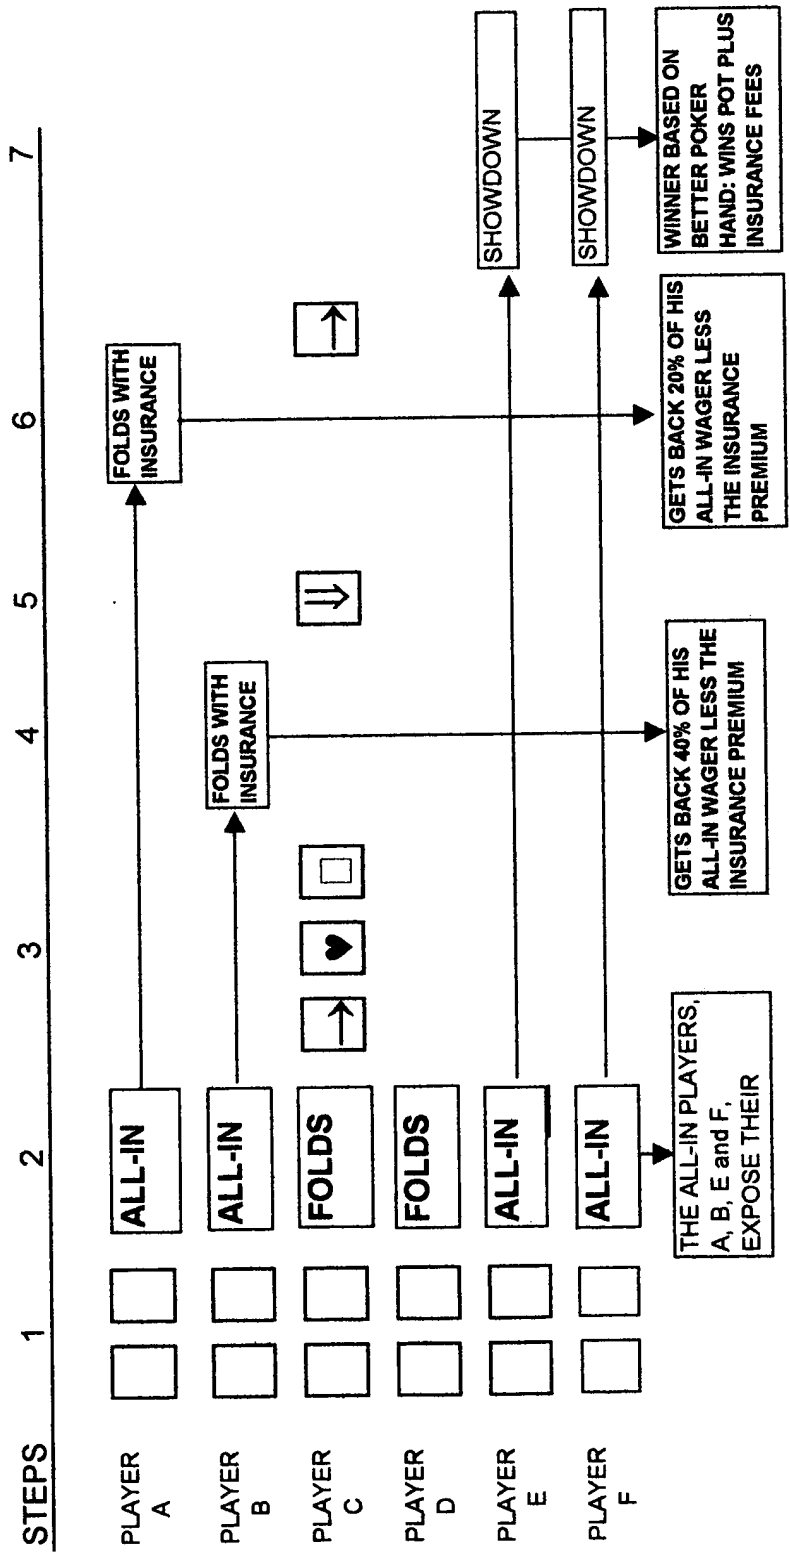 STEPS 1 2 3 4 5 6 7
PLAYER
A
ALL-IN
FOLDS WITH
INSURANCE
PLAYER
B
ALL-IN
FOLDS WITH
INSURANCE
PLAYER
C
FOLDS
PLAYER
D
FOLDS
PLAYER
E
ALL-IN
SHOWDOWN
PLAYER
F
ALL-IN
SHOWDOWN
THE ALL-IN PLAYERS,
A, B, E and F,
EXPOSE THEIR
GETS BACK 40% OF HIS
ALL-IN WAGER LESS THE
INSURANCE PREMIUM
GETS BACK 20% OF HIS
ALL-IN WAGER LESS
THE INSURANCE
PREMIUM
WINNER BASED ON
BETTER POKER
HAND: WINS POT PLUS
INSURANCE FEES